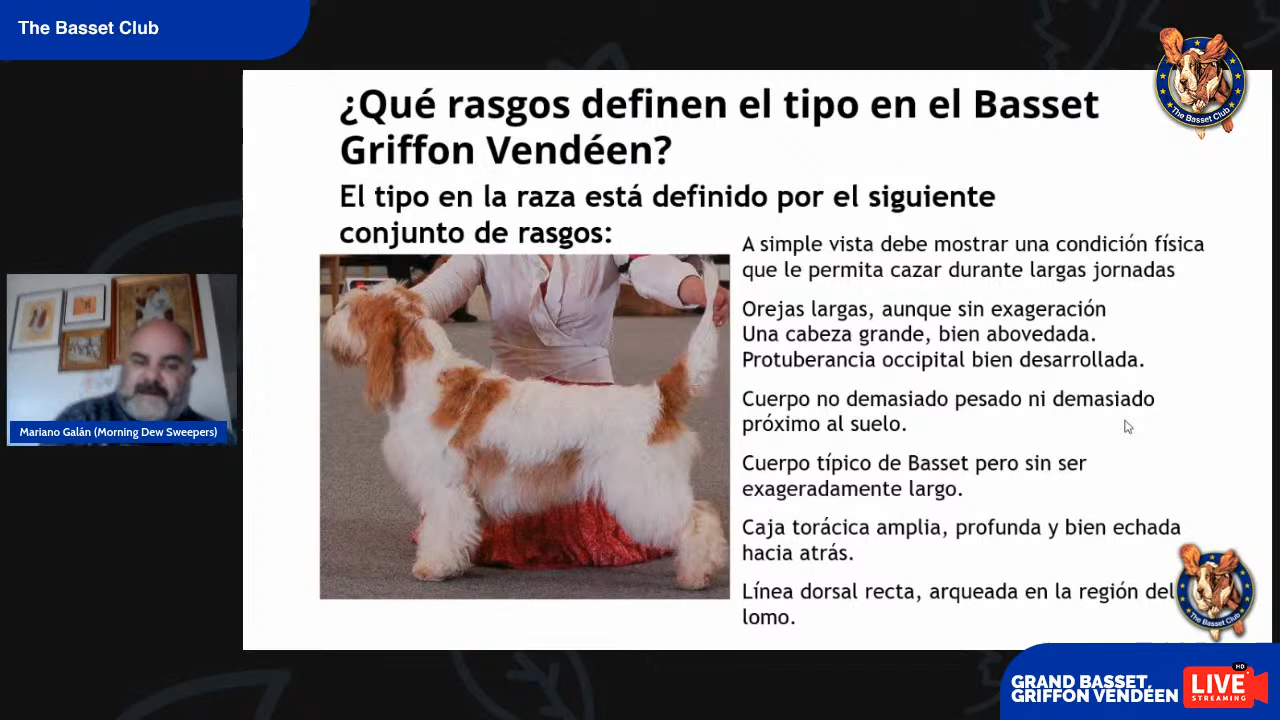 The Basset Club
¿Qué rasgos definen el tipo en el Basset
Griffon Vendéen?
El tipo en la raza está definido por el siguiente
conjunto de rasgos:
A simple vista debe mostrar una condición física
que le permita cazar durante largas jornadas
Orejas largas, aunque sin exageración
Una cabeza grande, bien abovedada.
Protuberancia occipital bien desarrollada.
Cuerpo no demasiado pesado ni demasiado
próximo al suelo.
Cuerpo típico de Basset pero sin ser
exageradamente largo.
Caja torácica amplia, profunda y bien echada
hacia atrás.
Línea dorsal recta, arqueada en la región del
lomo.
The Basset Club
The Basset Club
Mariano Galán (Morning Dew Sweepers)
GRAND BASSET
GRIFFON VENDÉEN
HD
LIVE
STREAMING